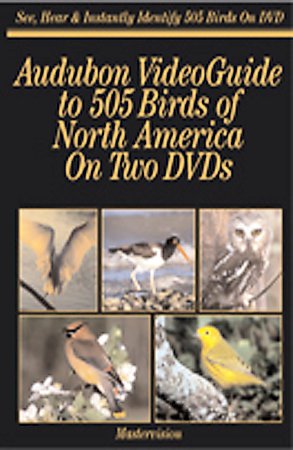 See, Hear & Instantly Identify 505 Birds On DVD
Audubon VideoGuide
to 505 Birds of
North America
On Two DVDs
Mastervision